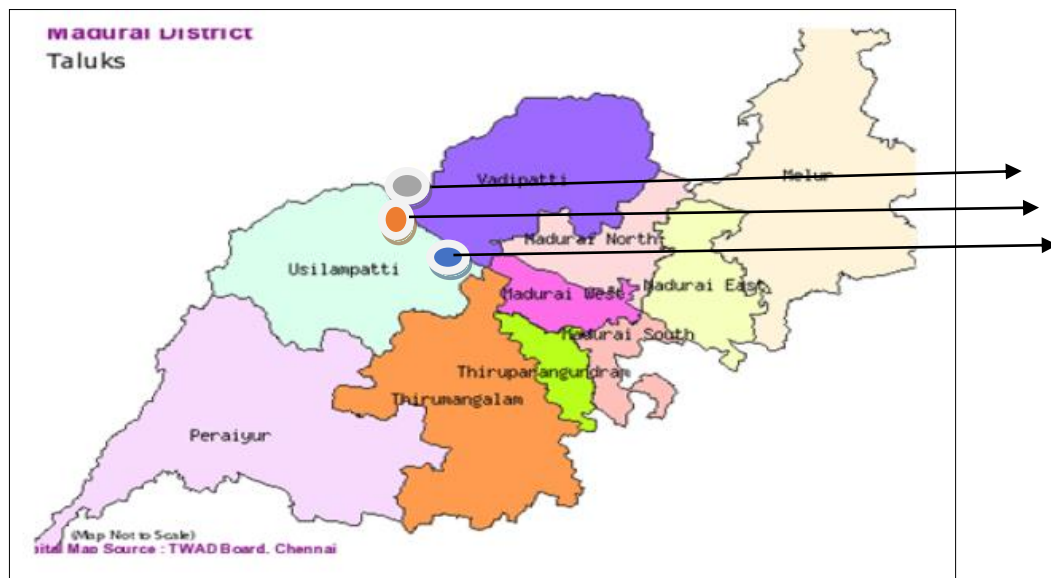 Madurai District
Taluks
Vadipatti
Melur
Madurai North
Usilampatti
Madurai East
Madurai West
Madurai South
Thiruparangundram
Thirumangalam
Peraiyur
(Map Not to Scale)
ital Map Source : TWAD Board, Chennai